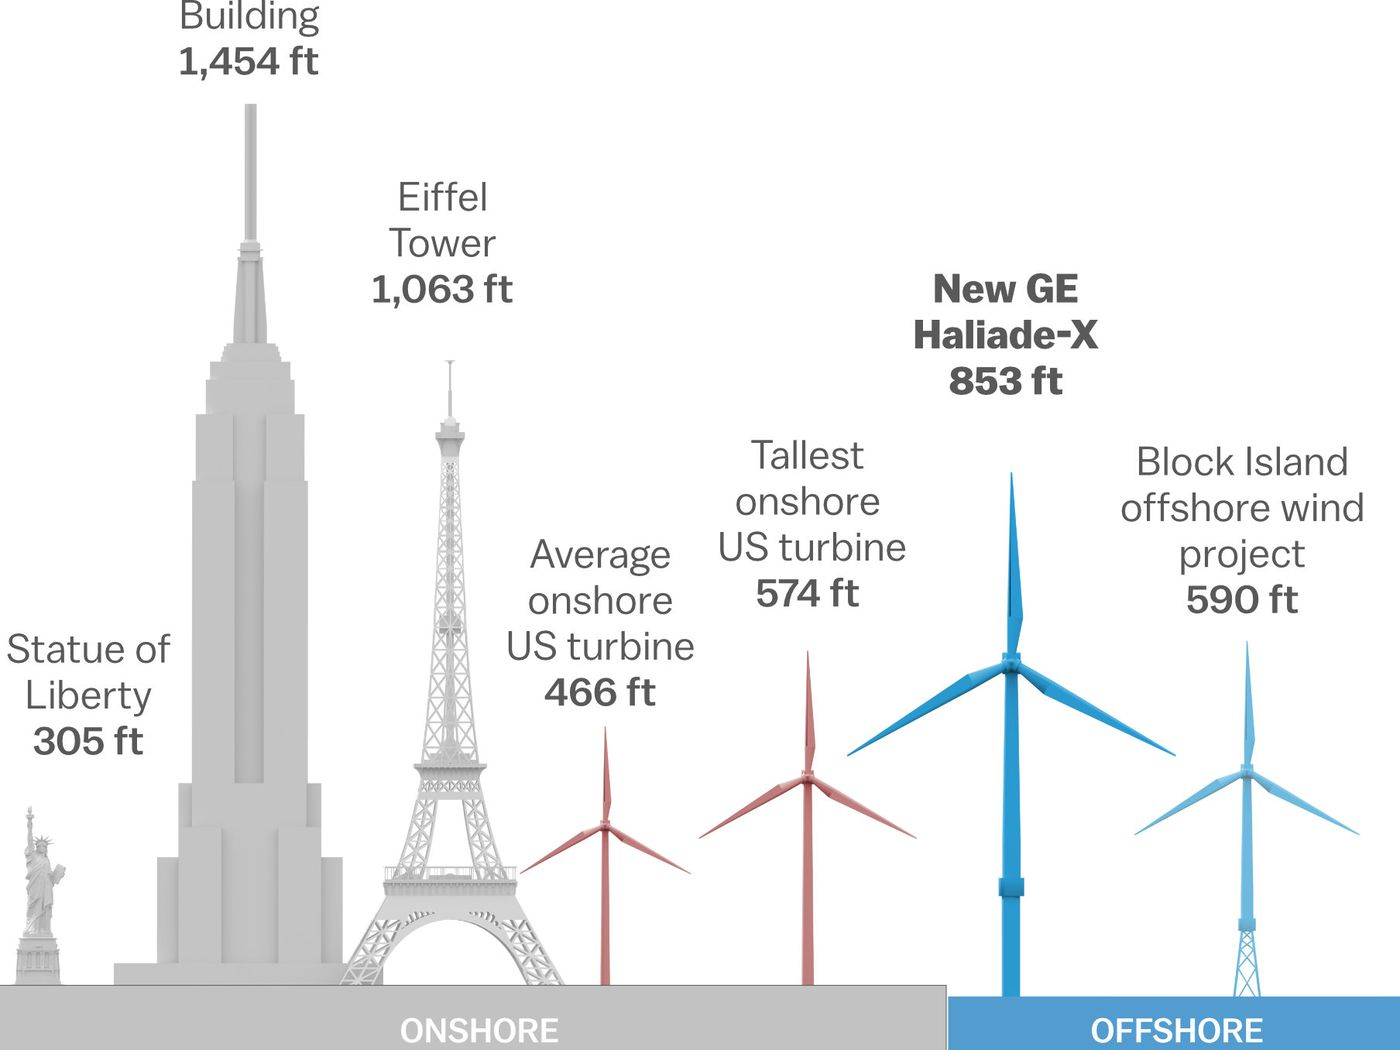 Building
1,454 ft
Eiffel
Tower
1,063 ft
New GE
Haliade-X
853 ft
Tallest
onshore
US turbine
574 ft
Block Island
offshore wind
project
590 ft
Average
onshore
US turbine
466 ft
Statue of
Liberty
305 ft
ONSHORE
OFFSHORE